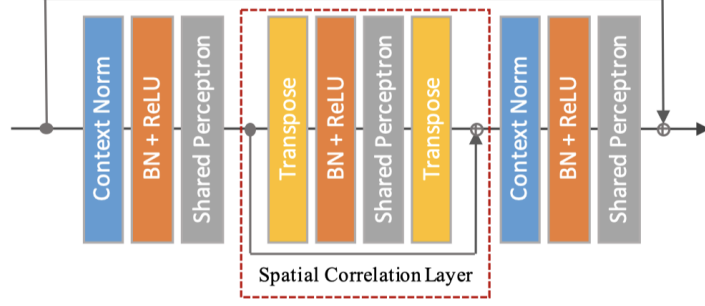 Context Norm
BN + ReLU
Shared Perceptron
Transpose
BN + ReLU
Shared Perceptron
Transpose
Context Norm
BN + ReLU
Shared Perceptron
Spatial Correlation Layer